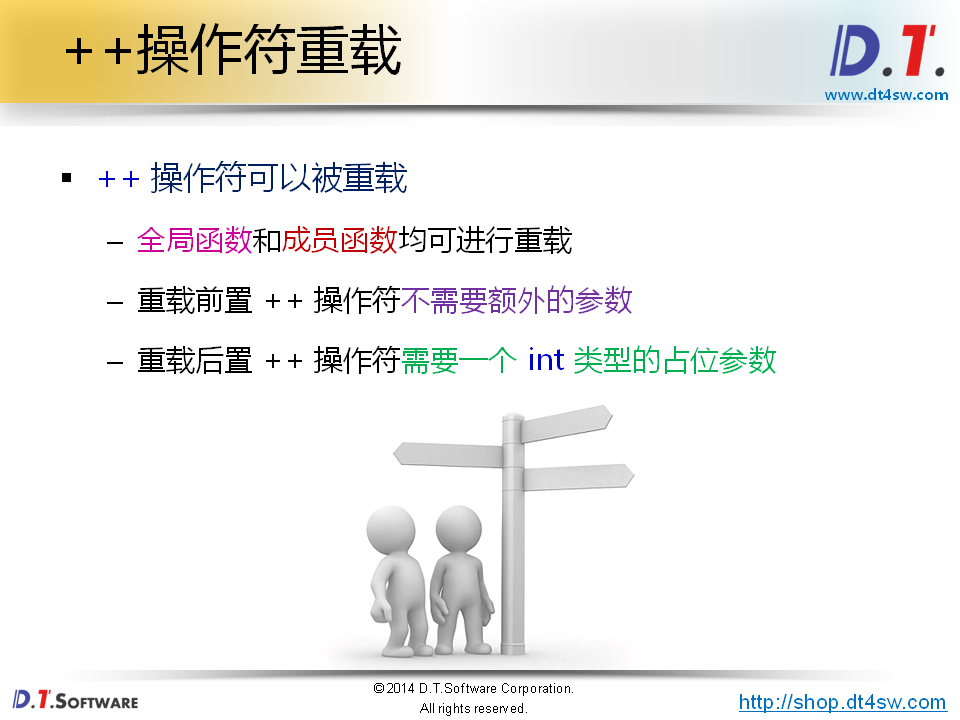 ++操作符重载
D.T.
www.dt4sw.com
▪ ++ 操作符可以被重载
– 全局函数和成员函数均可进行重载
– 重载前置 ++ 操作符不需要额外的参数
– 重载后置 ++ 操作符需要一个 int 类型的占位参数
D.T.SOFTWARE
©2014 D.T.Software Corporation.
All rights reserved.
http://shop.dt4sw.com